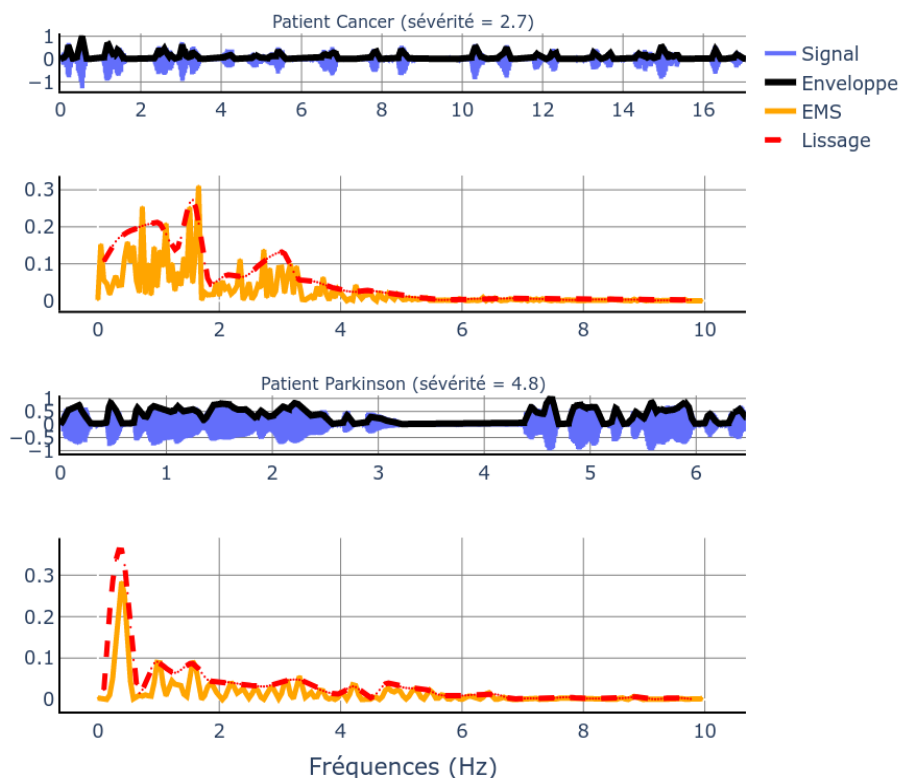 Patient Cancer (sévérité = 2.7)
1
0
−1
0 2 4 6 8 10 12 14 16
Signal
Enveloppe
EMS
Lissage
0.3
0.2
0.1
0
0 2 4 6 8 10
Patient Parkinson (sévérité = 4.8)
1
0.5
0
−0.5
−1
0 1 2 3 4 5 6
0.3
0.2
0.1
0
0 2 4 6 8 10
Fréquences (Hz)